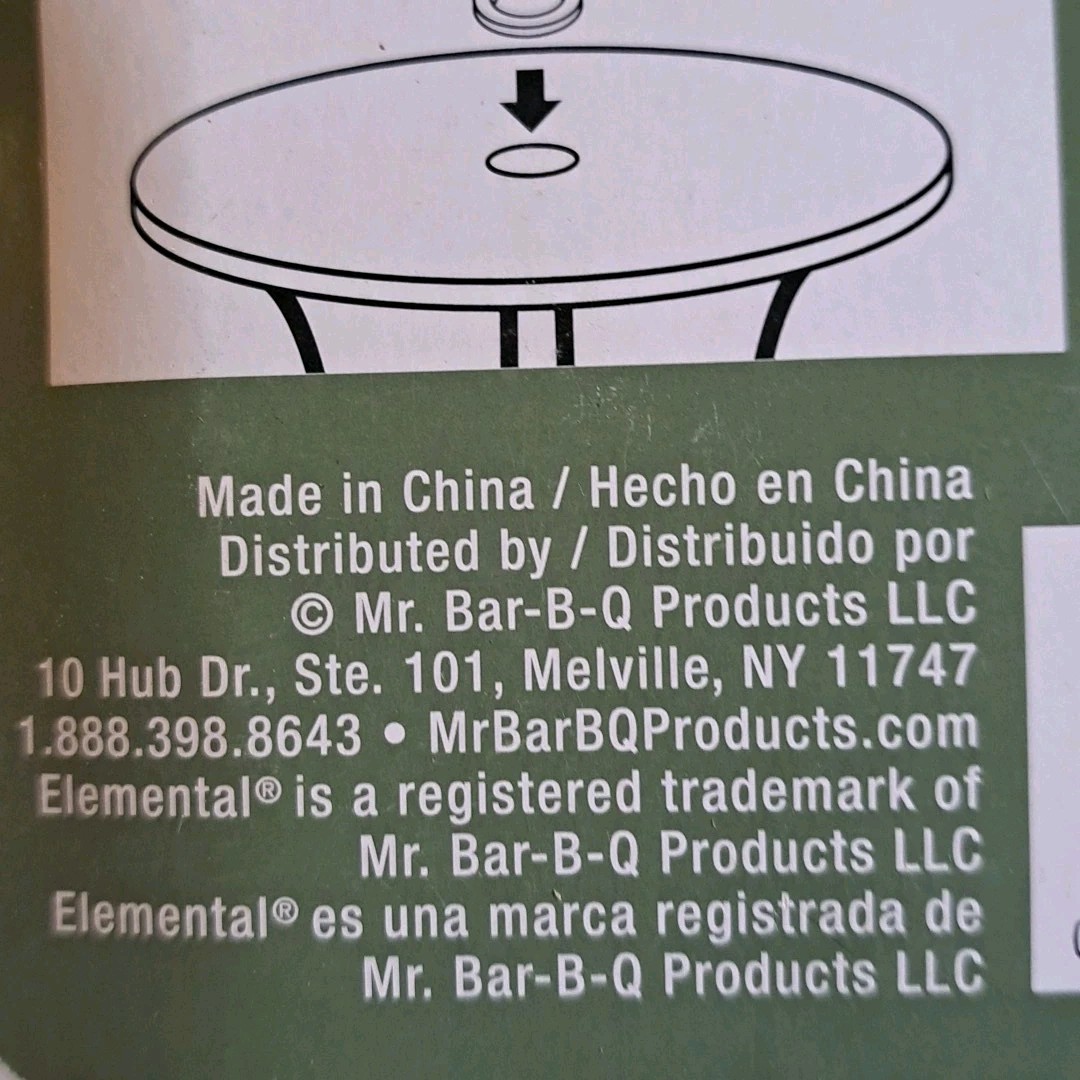 Made in China / Hecho en China
Distributed by / Distribuido por
© Mr. Bar-B-Q Products LLC
10 Hub Dr., Ste. 101, Melville, NY 11747
1.888.398.8643 • MrBarBQProducts.com
Elemental® is a registered trademark of
Mr. Bar-B-Q Products LLC
Elemental® es una marca registrada de
Mr. Bar-B-Q Products LLC